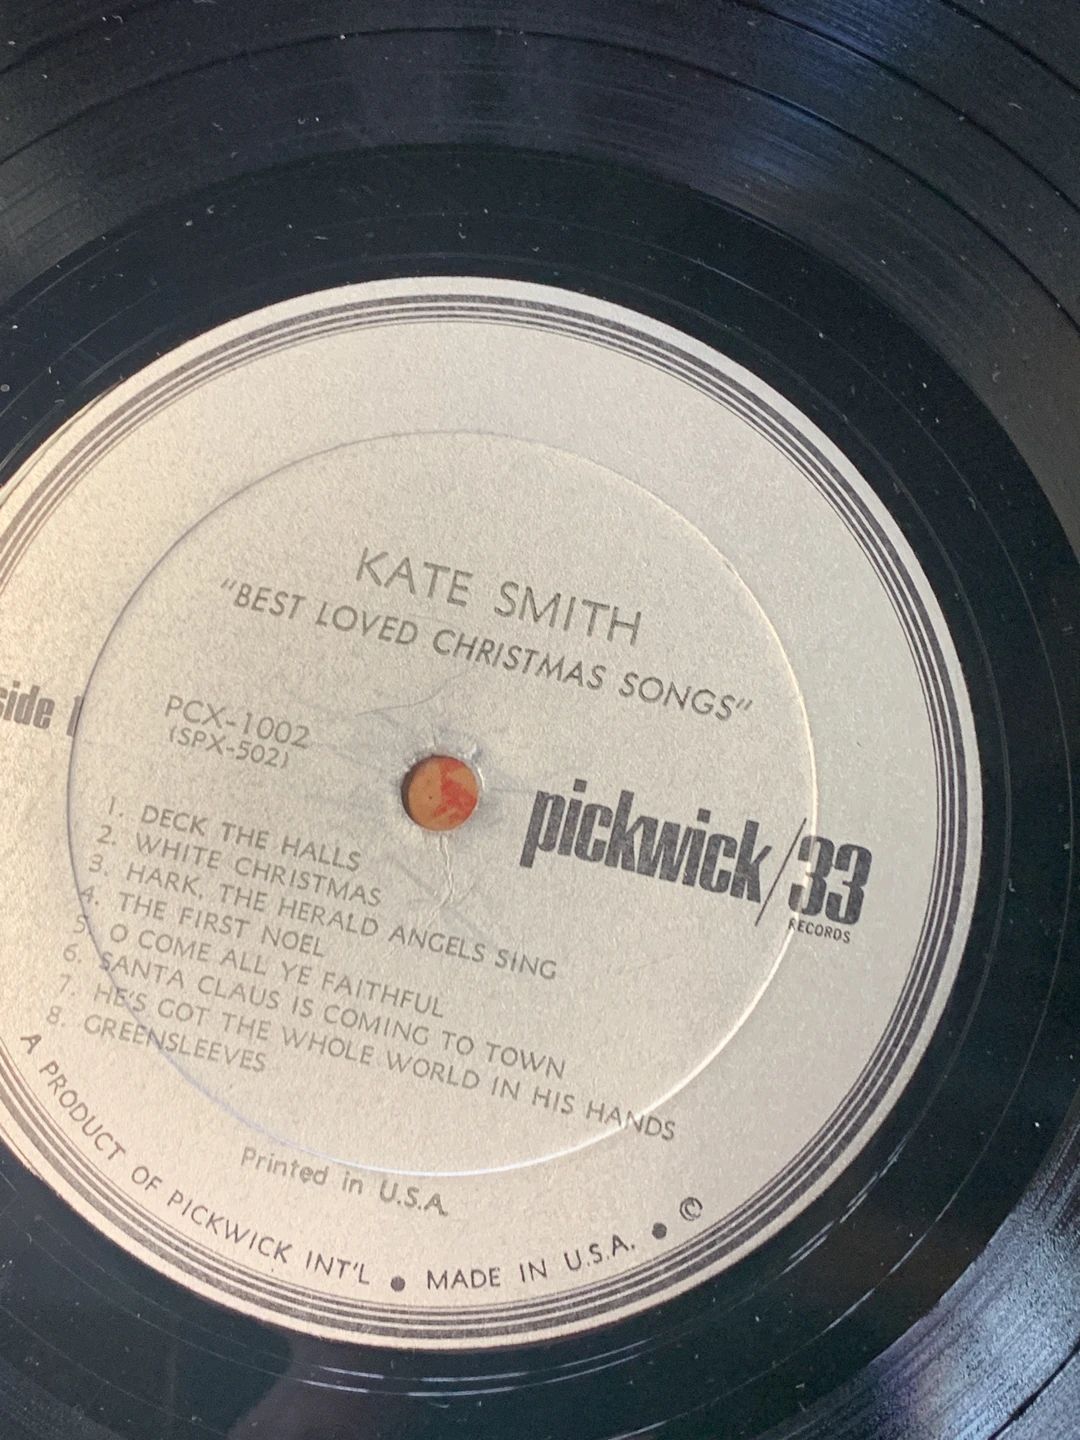 KATE SMITH
"BEST LOVED CHRISTMAS SONGS"
side 1
PCX-1002
(SPX-502)
pickwick/33
RECORDS
1. DECK THE HALLS
2. WHITE CHRISTMAS
3. HARK, THE HERALD ANGELS SING
4. THE FIRST NOEL
5. O COME ALL YE FAITHFUL
6. SANTA CLAUS IS COMING TO TOWN
7. HE'S GOT THE WHOLE WORLD IN HIS HANDS
8. GREENSLEEVES
Printed in U.S.A.
A PRODUCT OF PICKWICK INT'L ● MADE IN U.S.A. ● ©